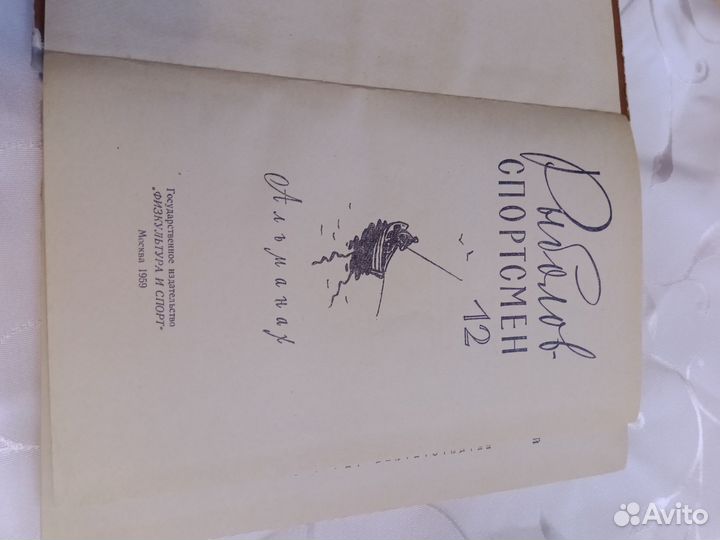 Рыболов-
СПОРТСМЕН
12
Альманах
Государственное издательство
„ФИЗКУЛЬТУРА И СПОРТ“
Москва 1959
Avito